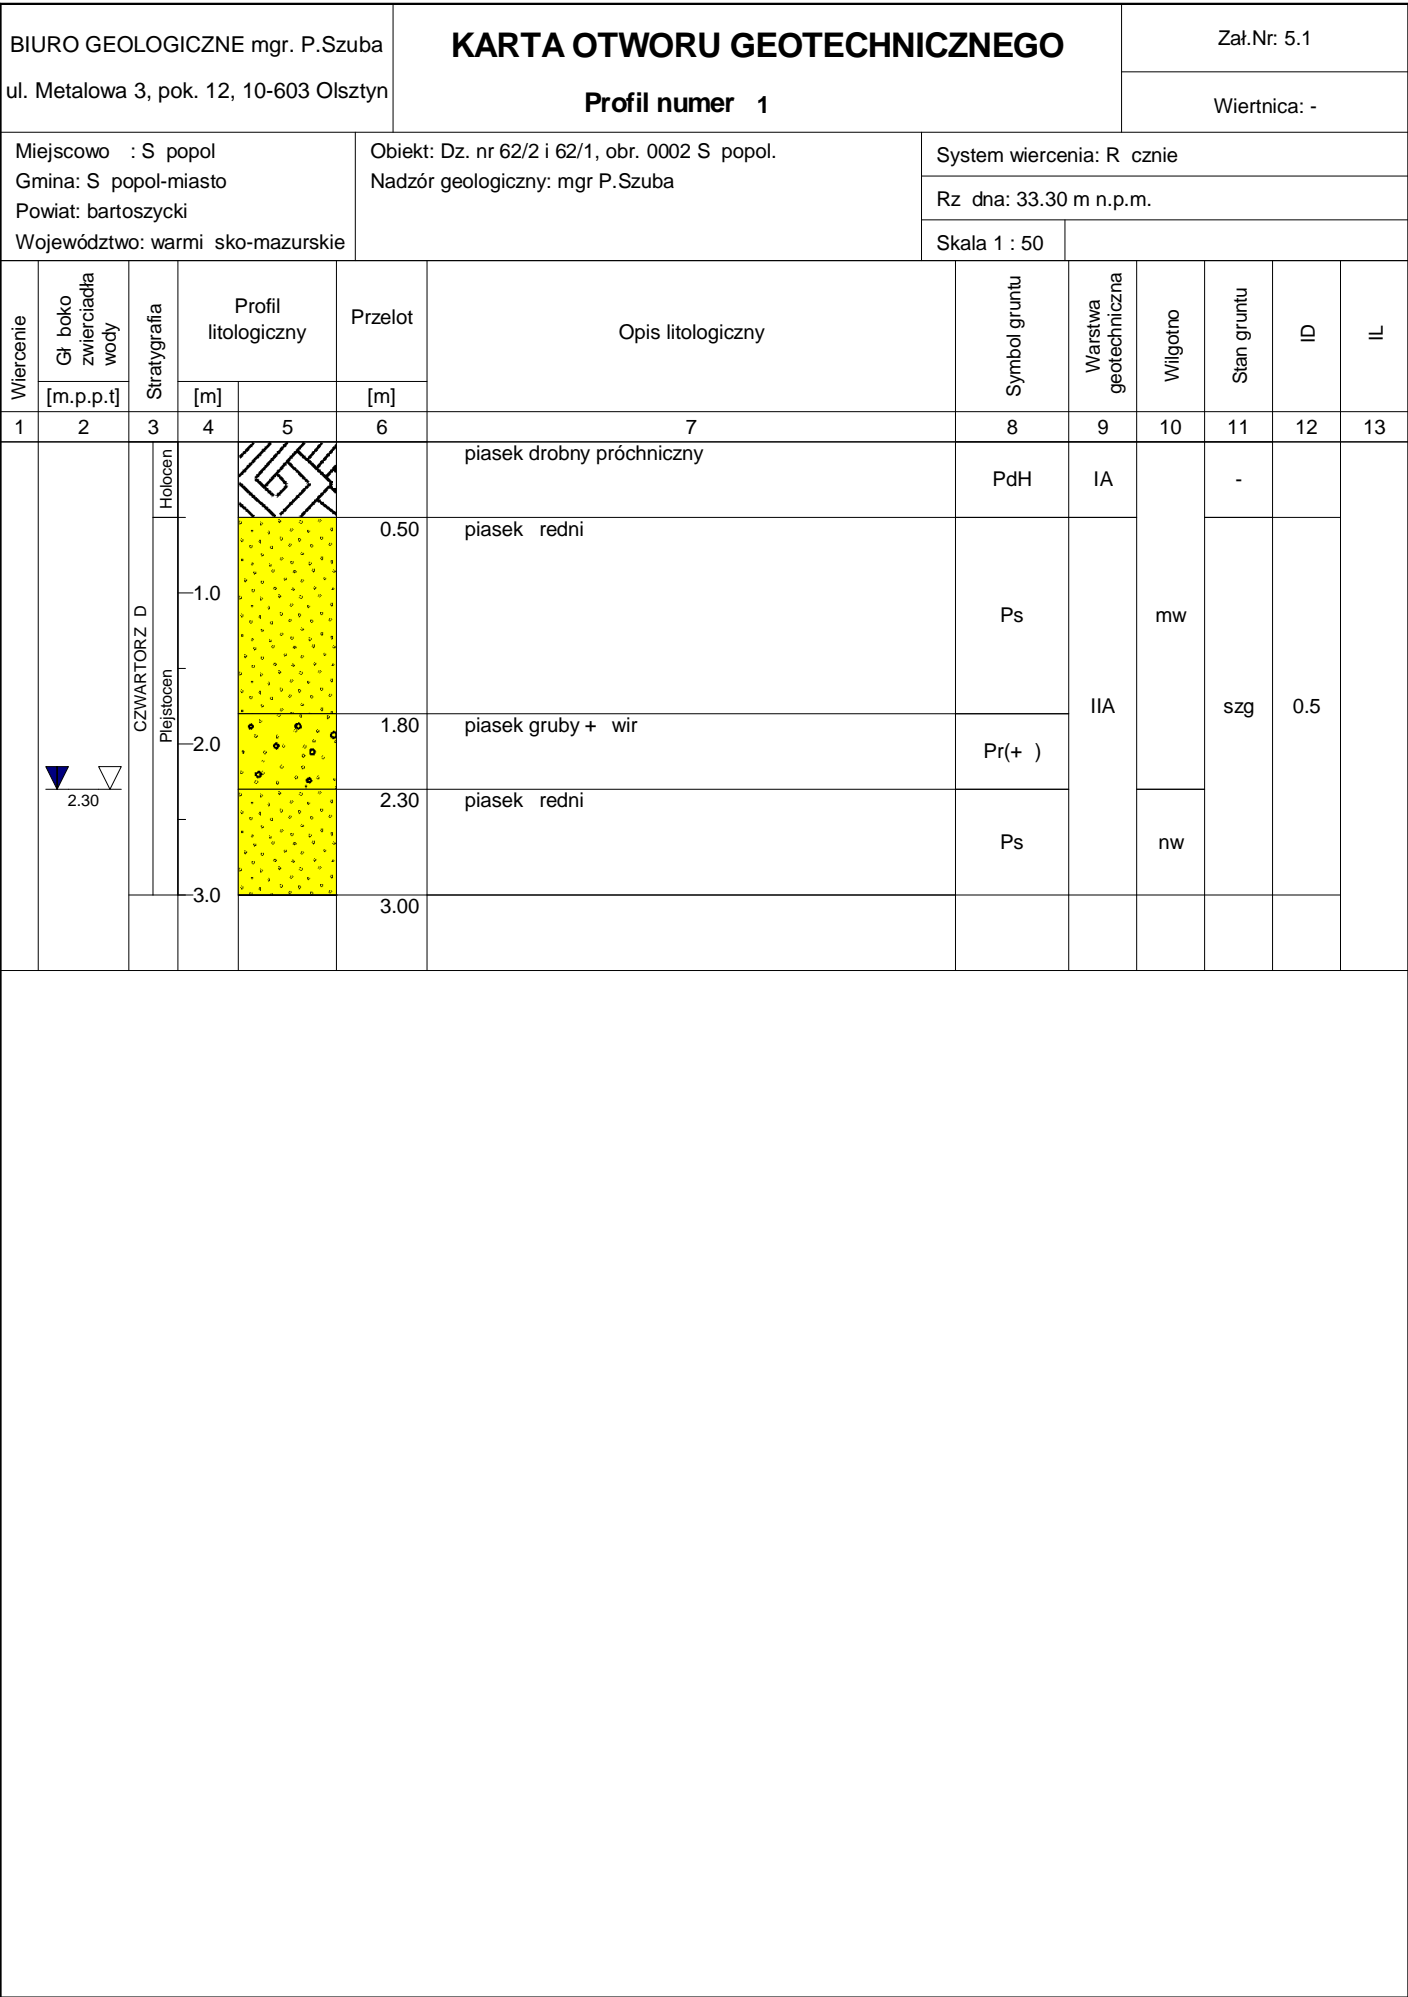 BIURO GEOLOGICZNE mgr. P.Szuba
ul. Metalowa 3, pok. 12, 10-603 Olsztyn
KARTA OTWORU GEOTECHNICZNEGO
Profil numer 1
Zał.Nr: 5.1
Wiertnica: -
Miejscowo : S popol
Gmina: S popol-miasto
Powiat: bartoszycki
Województwo: warmi sko-mazurskie
Obiekt: Dz. nr 62/2 i 62/1, obr. 0002 S popol.
Nadzór geologiczny: mgr P.Szuba
System wiercenia: R cznie
Rz dna: 33.30 m n.p.m.
Skala 1 : 50
Wiercenie
Gł boko
zwierciadła
wody
[m.p.p.t]
Stratygrafia
Profil
litologiczny
[m]
Przelot
[m]
Opis litologiczny
Symbol gruntu
Warstwa
geotechniczna
Wilgotno
Stan gruntu
ID
IL
1 2 3 4 5 6 7 8 9 10 11 12 13
Holocen
piasek drobny próchniczny
PdH IA -
0.50 piasek redni
1.0
Ps mw
CZWARTORZ D
Plejstocen
IIA szg 0.5
1.80 piasek gruby + wir
2.0
Pr(+ )
2.30
2.30 piasek redni
Ps nw
3.0
3.00